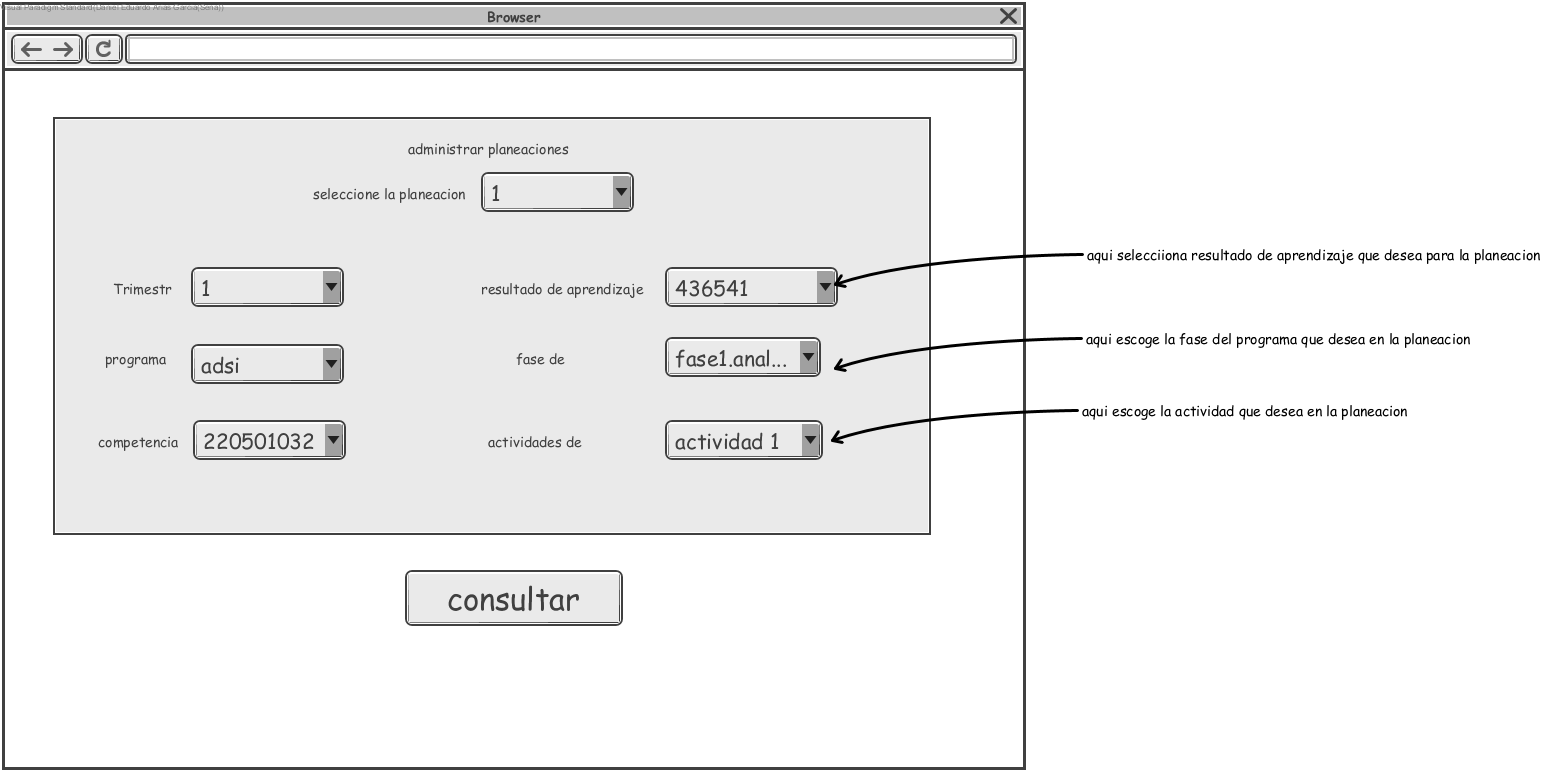 Visual Paradigm Standard(Daniel Eduardo Arias Garcia(Sena))
Browser
administrar planeaciones
seleccione la planeacion 1
Trimestr 1
resultado de aprendizaje 436541
aqui selecciiona resultado de aprendizaje que desea para la planeacion
programa adsi
fase de fase1.anal...
aqui escoge la fase del programa que desea en la planeacion
competencia 220501032
actividades de actividad 1
aqui escoge la actividad que desea en la planeacion
consultar